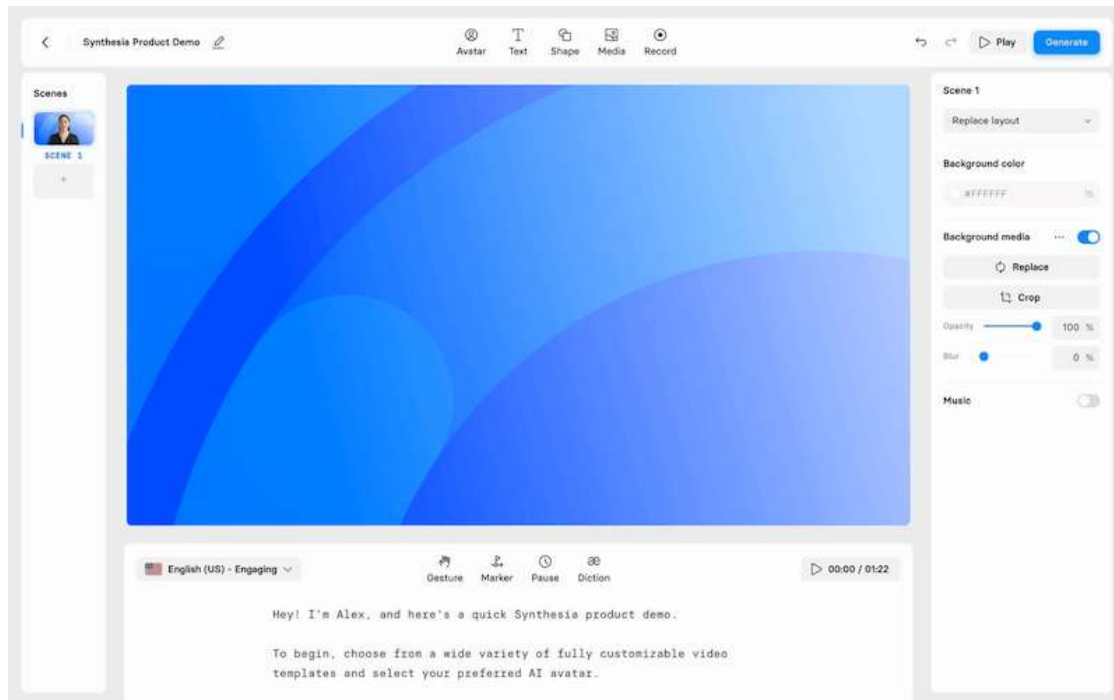 Synthesia Product Demo
Avatar
Text
Shape
Media
Record
Play
Generate
Scenes
SCENE 1
+
Scene 1
Replace layout
Background color
#FFFFFF
Background media
Replace
Crop
Opacity
100 %
Blur
0 %
Music
English (US) - Engaging
Gesture
Marker
Pause
æ
Diction
00:00 / 01:22
Hey! I'm Alex, and here's a quick Synthesia product demo.
To begin, choose from a wide variety of fully customizable video
templates and select your preferred AI avatar.